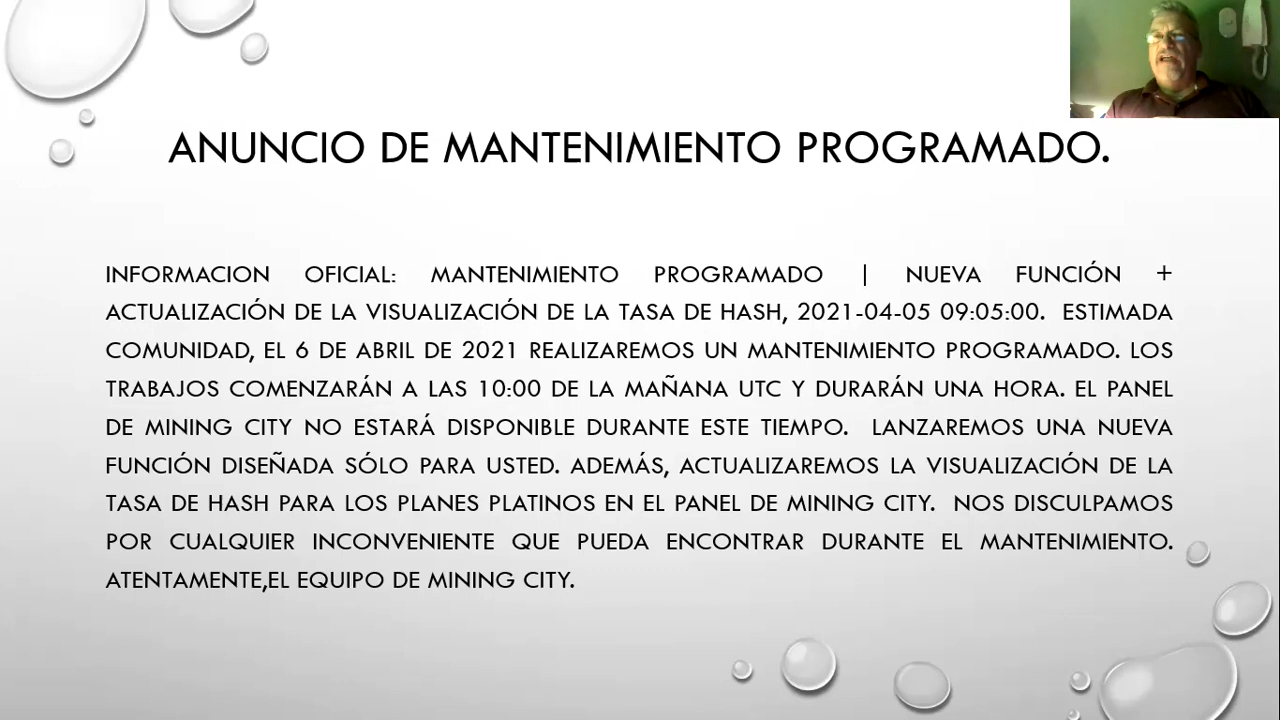 ANUNCIO DE MANTENIMIENTO PROGRAMADO.
INFORMACION OFICIAL: MANTENIMIENTO PROGRAMADO | NUEVA FUNCIÓN +
ACTUALIZACIÓN DE LA VISUALIZACIÓN DE LA TASA DE HASH, 2021-04-05 09:05:00. ESTIMADA
COMUNIDAD, EL 6 DE ABRIL DE 2021 REALIZAREMOS UN MANTENIMIENTO PROGRAMADO. LOS
TRABAJOS COMENZARÁN A LAS 10:00 DE LA MAÑANA UTC Y DURARÁN UNA HORA. EL PANEL
DE MINING CITY NO ESTARÁ DISPONIBLE DURANTE ESTE TIEMPO. LANZAREMOS UNA NUEVA
FUNCIÓN DISEÑADA SÓLO PARA USTED. ADEMÁS, ACTUALIZAREMOS LA VISUALIZACIÓN DE LA
TASA DE HASH PARA LOS PLANES PLATINOS EN EL PANEL DE MINING CITY. NOS DISCULPAMOS
POR CUALQUIER INCONVENIENTE QUE PUEDA ENCONTRAR DURANTE EL MANTENIMIENTO.
ATENTAMENTE,EL EQUIPO DE MINING CITY.